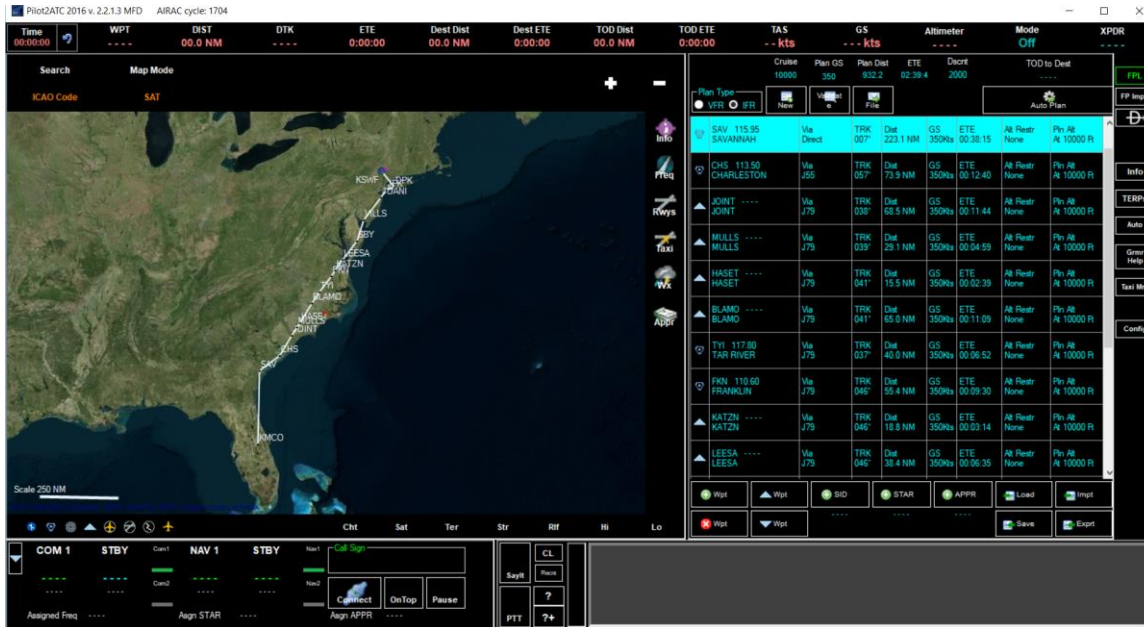 Pilot2ATC 2016 v. 2.2.1.3 MFD AIRAC cycle: 1704
Time WPT DIST DTK ETE Dest Dist Dest ETE TOD Dist TOD ETE TAS GS Altimeter Mode XPDR
00:00:00 ---- 00.0 NM ---- 0:00:00 00.0 NM 0:00:00 00.0 NM 0:00:00 -- kts --- kts ---- Off ----
Search Map Mode
ICAO Code SAT
Info
Freq
Rwys
Taxi
Wx
Appr
KSWF
DPK
DANI
SBY
LEESA
KATZN
TYI
BLAMO
MULLS
CHS
SAV
KMCO
Scale 250 NM
Cht Sat Ter Str Rlf Hi Lo
Cruise Plan GS Plan Dist ETE Dscnt TOD to Dest
10000 350 932.2 02:39:4 2000 ----
Plan Type
VFR IFR
New
File
Auto Plan
SAV 115.95 Via TRK Dist GS ETE Alt Restr Pln Alt
SAVANNAH Direct 007° 223.1 NM 350Kts 00:38:15 None At 10000 Ft
CHS 113.50 Via TRK Dist GS ETE Alt Restr Pln Alt
CHARLESTON J55 057° 73.9 NM 350Kts 00:12:40 None At 10000 Ft
JOINT ---- Via TRK Dist GS ETE Alt Restr Pln Alt
JOINT J79 038° 68.5 NM 350Kts 00:11:44 None At 10000 Ft
MULLS ---- Via TRK Dist GS ETE Alt Restr Pln Alt
MULLS J79 039° 29.1 NM 350Kts 00:04:59 None At 10000 Ft
HASET ---- Via TRK Dist GS ETE Alt Restr Pln Alt
HASET J79 041° 15.5 NM 350Kts 00:02:39 None At 10000 Ft
BLAMO ---- Via TRK Dist GS ETE Alt Restr Pln Alt
BLAMO J79 041° 65.0 NM 350Kts 00:11:09 None At 10000 Ft
TYI 117.80 Via TRK Dist GS ETE Alt Restr Pln Alt
TAR RIVER J79 037° 40.0 NM 350Kts 00:06:52 None At 10000 Ft
FKN 110.60 Via TRK Dist GS ETE Alt Restr Pln Alt
FRANKLIN J79 046° 55.4 NM 350Kts 00:09:30 None At 10000 Ft
KATZN ---- Via TRK Dist GS ETE Alt Restr Pln Alt
KATZN J79 046° 18.8 NM 350Kts 00:03:14 None At 10000 Ft
LEESA ---- Via TRK Dist GS ETE Alt Restr Pln Alt
LEESA J79 046° 38.4 NM 350Kts 00:06:35 None At 10000 Ft
Wpt Wpt SID STAR APPR Load Impt
Wpt Wpt ---- ---- ---- Save Exprt
FPL
FP Imp
Info
TERPs
Auto
Grmr
Help
Taxi
Config
COM 1 STBY Com1 NAV 1 STBY Nav1 Call Sign
---- ---- Com2 ---- ---- Nav2
Connect OnTop Pause
Assigned Freq ---- Asgn STAR ---- Asgn APPR ----
CL
SayIt
?
PTT ?+